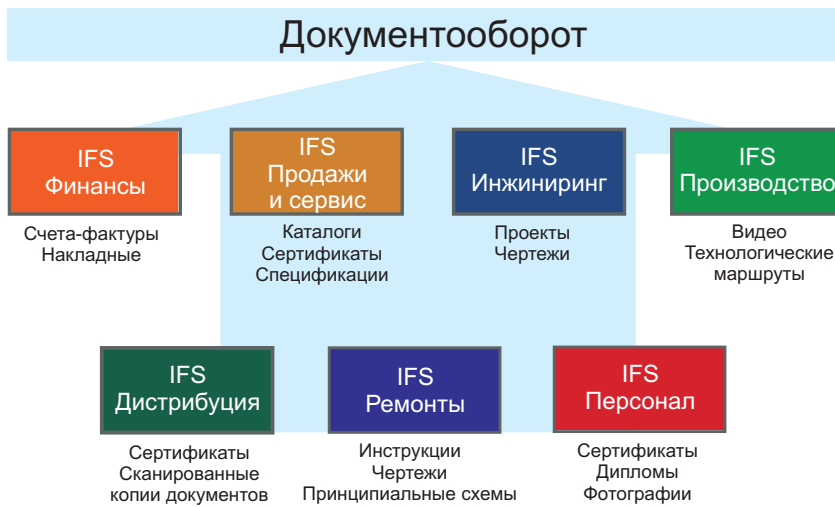 Документооборот
IFS
Финансы
Счета-фактуры
Накладные
IFS
Продажи
и сервис
Каталоги
Сертификаты
Спецификации
IFS
Инжиниринг
Проекты
Чертежи
IFS
Производство
Видео
Технологические
маршруты
IFS
Дистрибуция
Сертификаты
Сканированные
копии документов
IFS
Ремонты
Инструкции
Чертежи
Принципиальные схемы
IFS
Персонал
Сертификаты
Дипломы
Фотографии